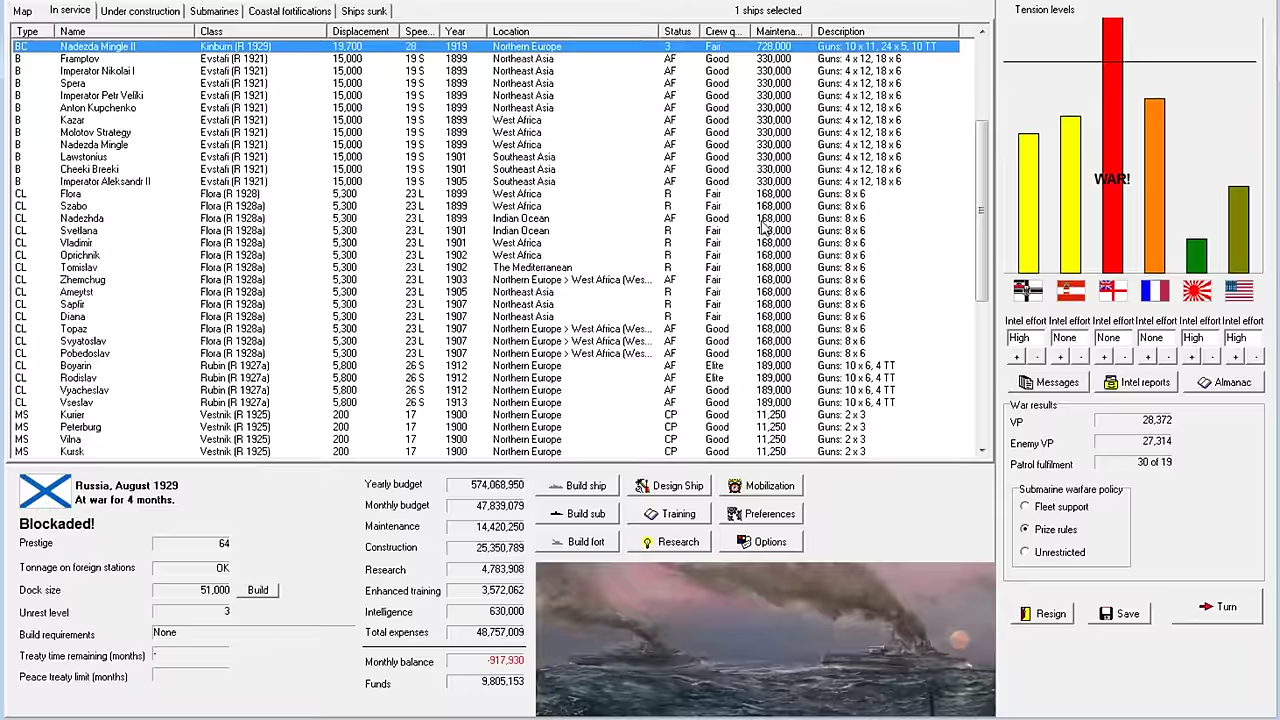 Map In service Under construction Submarines Coastal fortifications Ships sunk 1 ships selected
Type Name Class Displacement Spee... Year Location Status Crew q... Maintena... Description
BC Nadezda Mingle II Kinburn (R 1929) 19,700 28 1919 Northern Europe 3 Fair 728,000 Guns: 10 x 11, 24 x 5, 10 TT
B Framptov Evstafi (R 1921) 15,000 19 S 1899 Northeast Asia AF Good 330,000 Guns: 4 x 12, 18 x 6
B Imperator Nikolai I Evstafi (R 1921) 15,000 19 S 1899 Northeast Asia AF Good 330,000 Guns: 4 x 12, 18 x 6
B Spera Evstafi (R 1921) 15,000 19 S 1899 Northeast Asia AF Good 330,000 Guns: 4 x 12, 18 x 6
B Imperator Petr Veliki Evstafi (R 1921) 15,000 19 S 1899 Northeast Asia AF Good 330,000 Guns: 4 x 12, 18 x 6
B Anton Kupchenko Evstafi (R 1921) 15,000 19 S 1899 Northeast Asia AF Good 330,000 Guns: 4 x 12, 18 x 6
B Kazar Evstafi (R 1921) 15,000 19 S 1899 West Africa AF Good 330,000 Guns: 4 x 12, 18 x 6
B Molotov Strategy Evstafi (R 1921) 15,000 19 S 1899 West Africa AF Good 330,000 Guns: 4 x 12, 18 x 6
B Nadezda Mingle Evstafi (R 1921) 15,000 19 S 1899 West Africa AF Good 330,000 Guns: 4 x 12, 18 x 6
B Lawstonius Evstafi (R 1921) 15,000 19 S 1901 Southeast Asia AF Good 330,000 Guns: 4 x 12, 18 x 6
B Cheeki Breeki Evstafi (R 1921) 15,000 19 S 1901 Southeast Asia AF Good 330,000 Guns: 4 x 12, 18 x 6
B Imperator Aleksandr II Evstafi (R 1921) 15,000 19 S 1905 Southeast Asia AF Good 330,000 Guns: 4 x 12, 18 x 6
CL Flora Flora (R 1928) 5,300 23 L 1899 West Africa R Fair 168,000 Guns: 8 x 6
CL Szabo Flora (R 1928a) 5,300 23 L 1899 West Africa R Fair 168,000 Guns: 8 x 6
CL Nadezhda Flora (R 1928a) 5,300 23 L 1899 Indian Ocean AF Good 168,000 Guns: 8 x 6
CL Svetlana Flora (R 1928a) 5,300 23 L 1901 Indian Ocean R Fair 168,000 Guns: 8 x 6
CL Vladimir Flora (R 1928a) 5,300 23 L 1901 West Africa R Fair 168,000 Guns: 8 x 6
CL Oprichnik Flora (R 1928a) 5,300 23 L 1902 West Africa R Fair 168,000 Guns: 8 x 6
CL Tomislav Flora (R 1928a) 5,300 23 L 1902 The Mediterranean R Fair 168,000 Guns: 8 x 6
CL Zhemchug Flora (R 1928a) 5,300 23 L 1903 Northern Europe > West Africa (Wes... AF Fair 168,000 Guns: 8 x 6
CL Ameytst Flora (R 1928a) 5,300 23 L 1905 Northeast Asia R Fair 168,000 Guns: 8 x 6
CL Sapfir Flora (R 1928a) 5,300 23 L 1907 Northeast Asia R Fair 168,000 Guns: 8 x 6
CL Diana Flora (R 1928a) 5,300 23 L 1907 Northeast Asia R Fair 168,000 Guns: 8 x 6
CL Topaz Flora (R 1928a) 5,300 23 L 1907 Northern Europe > West Africa (Wes... AF Good 168,000 Guns: 8 x 6
CL Svyatoslav Flora (R 1928a) 5,300 23 L 1907 Northern Europe > West Africa (Wes... AF Good 168,000 Guns: 8 x 6
CL Pobedoslav Flora (R 1928a) 5,300 23 L 1907 Northern Europe > West Africa (Wes... AF Good 168,000 Guns: 8 x 6
CL Boyarin Rubin (R 1927a) 5,800 26 S 1912 Northern Europe AF Elite 189,000 Guns: 10 x 6, 4 TT
CL Rodislav Rubin (R 1927a) 5,800 26 S 1912 Northern Europe AF Elite 189,000 Guns: 10 x 6, 4 TT
CL Vyacheslav Rubin (R 1927a) 5,800 26 S 1912 Northern Europe AF Good 189,000 Guns: 10 x 6, 4 TT
CL Vseslav Rubin (R 1927a) 5,800 26 S 1913 Northern Europe AF Good 189,000 Guns: 10 x 6, 4 TT
MS Kurier Vestnik (R 1925) 200 17 1900 Northern Europe CP Good 11,250 Guns: 2 x 3
MS Peterburg Vestnik (R 1925) 200 17 1900 Northern Europe CP Good 11,250 Guns: 2 x 3
MS Vilna Vestnik (R 1925) 200 17 1900 Northern Europe CP Good 11,250 Guns: 2 x 3
MS Kursk Vestnik (R 1925) 200 17 1900 Northern Europe CP Good 11,250 Guns: 2 x 3
Russia, August 1929
At war for 4 months.
Blockaded!
Prestige 64
Tonnage on foreign stations OK
Dock size 51,000 Build
Unrest level 3
Build requirements None
Treaty time remaining (months) -
Peace treaty limit (months)
Yearly budget 574,068,950
Monthly budget 47,839,079
Maintenance 14,420,250
Construction 25,350,789
Research 4,783,908
Enhanced training 3,572,062
Intelligence 630,000
Total expenses 48,757,009
Monthly balance -917,930
Funds 9,805,153
Build ship Design Ship Mobilization
Build sub Training Preferences
Build fort Research Options
Tension levels
WAR!
Intel effort Intel effort Intel effort Intel effort Intel effort Intel effort
High None None None High High
+ - + - + - + - + - + -
Messages Intel reports Almanac
War results
VP 28,372
Enemy VP 27,314
Patrol fulfilment 30 of 19
Submarine warfare policy
Fleet support
Prize rules
Unrestricted
Resign Save Turn